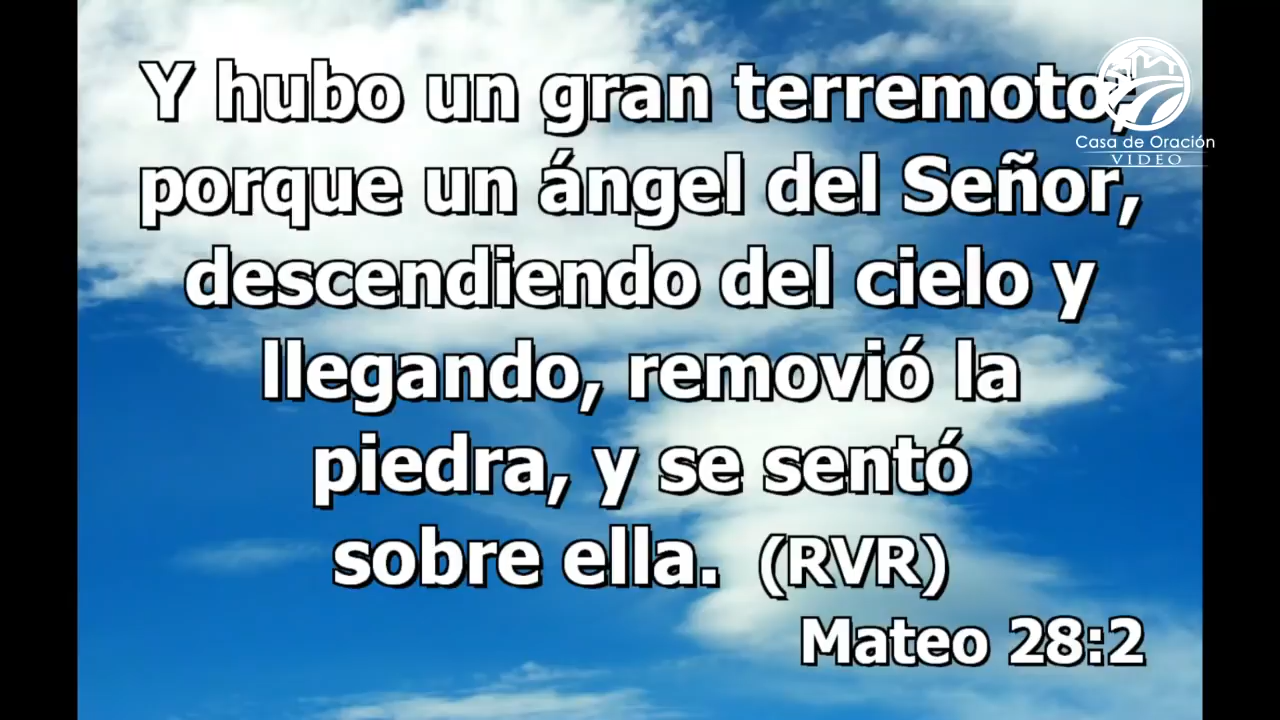 Y hubo un gran terremoto;
porque un ángel del Señor,
descendiendo del cielo y
llegando, removió la
piedra, y se sentó
sobre ella. (RVR)
Mateo 28:2
Casa de Oración
VIDEO